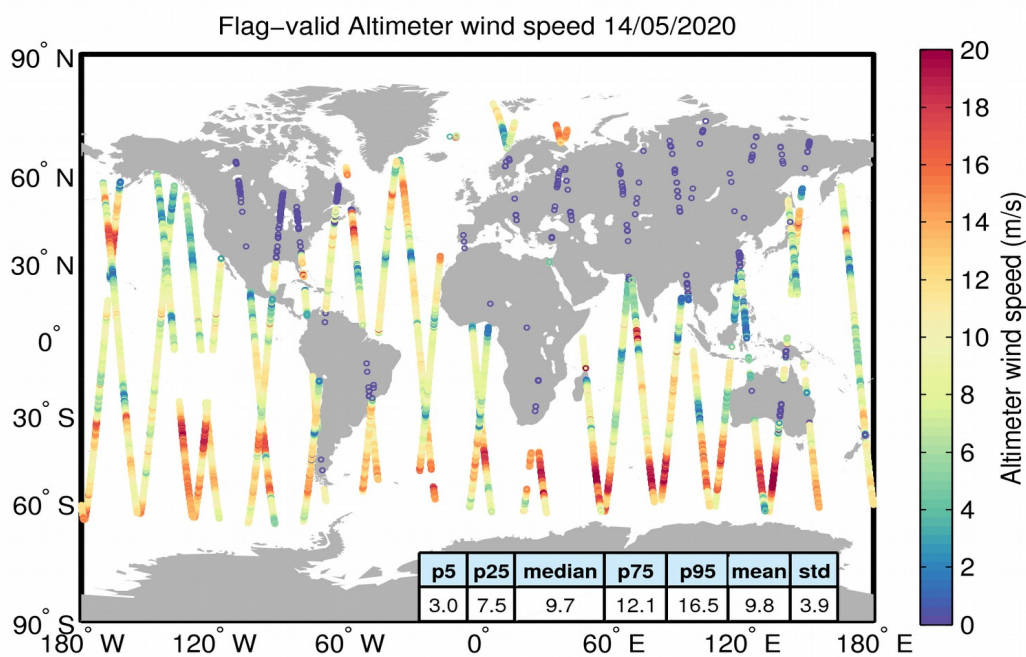 Flag−valid Altimeter wind speed 14/05/2020
90° N
60° N
30° N
0°
30° S
60° S
90° S
180° W
120° W
60° W
0°
60° E
120° E
180° E
p5 p25 median p75 p95 mean std
3.0 7.5 9.7 12.1 16.5 9.8 3.9
20
18
16
14
12
10
8
6
4
2
0
Altimeter wind speed (m/s)